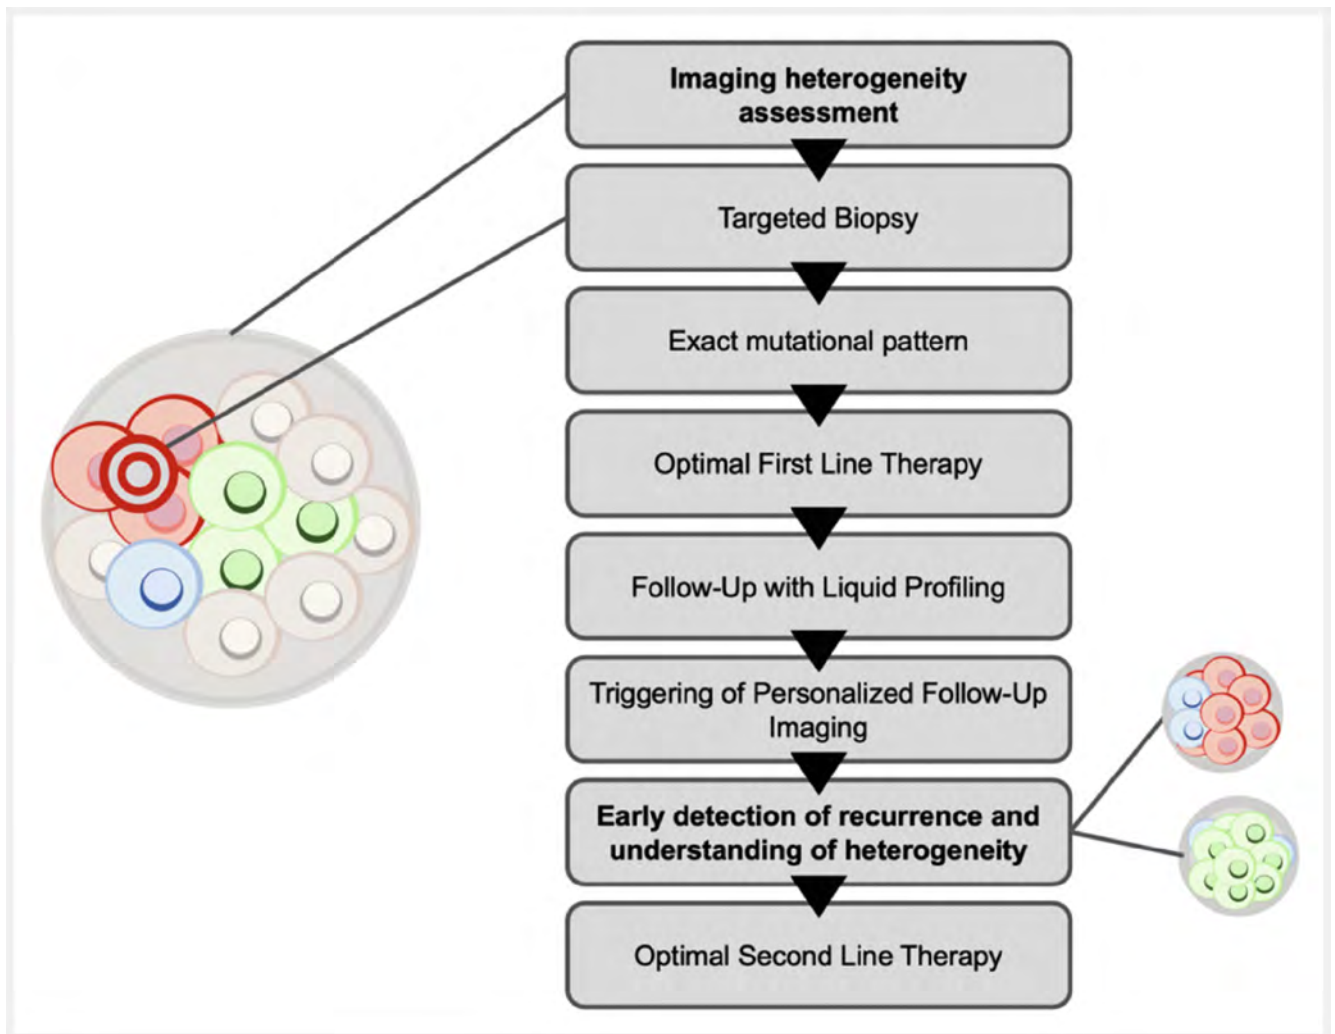 Imaging heterogeneity
assessment
Targeted Biopsy
Exact mutational pattern
Optimal First Line Therapy
Follow-Up with Liquid Profiling
Triggering of Personalized Follow-Up
Imaging
Early detection of recurrence and
understanding of heterogeneity
Optimal Second Line Therapy